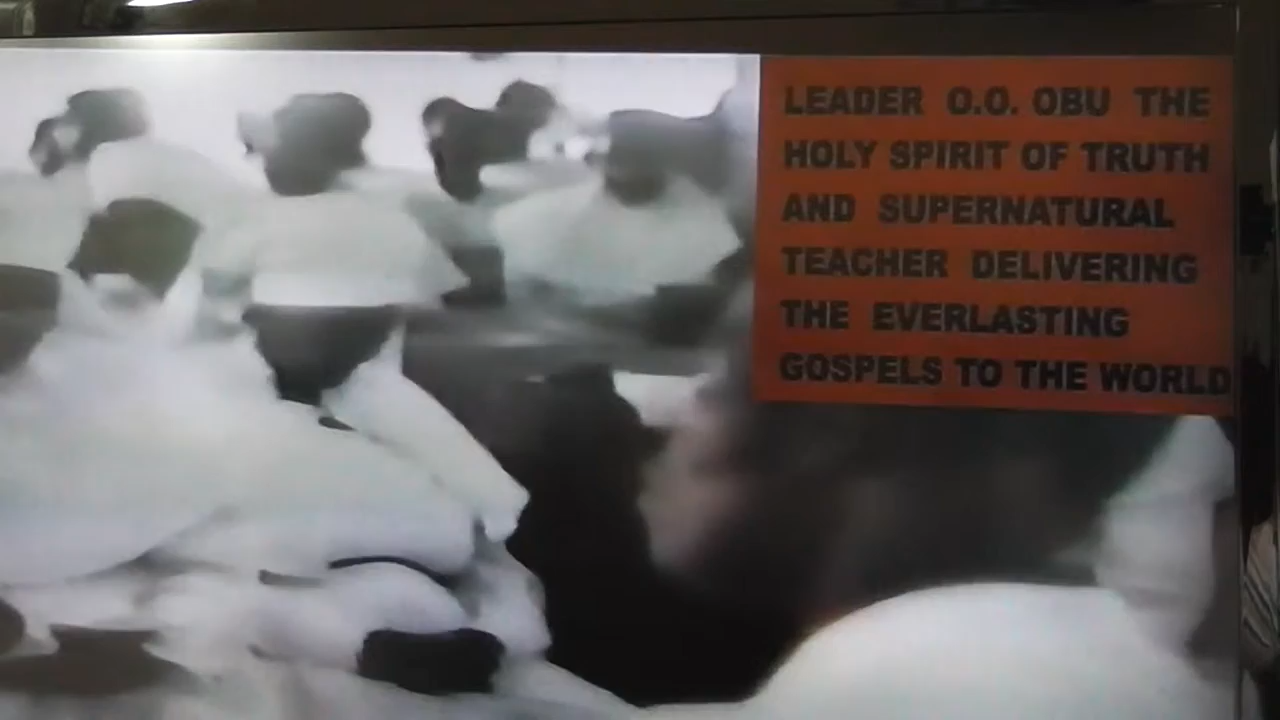 LEADER O.O. OBU THE
HOLY SPIRIT OF TRUTH
AND SUPERNATURAL
TEACHER DELIVERING
THE EVERLASTING
GOSPELS TO THE WORLD